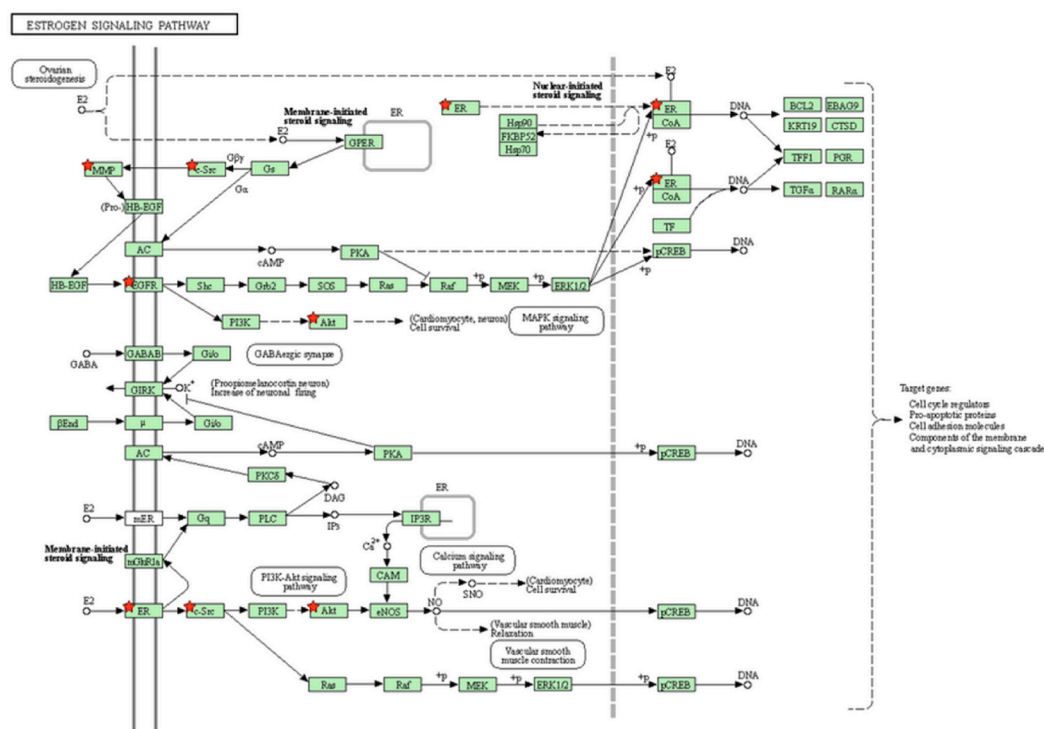 ESTROGEN SIGNALING PATHWAY
Ovarian
steroidogenesis
E2
E2
Membrane-initiated
steroid signaling
ER
E2
GPER
ER
Nuclear-initiated
steroid signaling
Hsp90
FKBP52
Hsp70
E2
ER
CoA
+p
DNA
BCL2
EBAG9
KRT19
CTSD
TFF1
PGR
MMP
c-Src
Gβγ
Gs
Gα
E2
ER
CoA
+p
DNA
TGFα
RARα
TF
(Pro-)
HB-EGF
AC
cAMP
PKA
pCREB
DNA
+p
HB-EGF
EGFR
Shc
Grb2
SOS
Ras
Raf
+p
MEK
+p
ERK1/2
PI3K
Akt
(Cardiomyocyte, neuron)
Cell survival
MAPK signaling
pathway
GABA
GABAB
Gi/o
GABAergic synapse
GIRK
K+
(Proopiomelanocortin neuron)
Increase of neuronal firing
Target genes:
Cell cycle regulators
Pro-apoptotic proteins
Cell adhesion molecules
Components of the membrane
and cytoplasmic signaling cascade
βEnd
μ
Gi/o
AC
cAMP
PKA
+p
pCREB
DNA
PKCδ
DAG
ER
E2
mER
Gq
PLC
IP3
IP3R
Membrane-initiated
steroid signaling
Ca2+
mGluR1a
CAM
Calcium signaling
pathway
PI3K-Akt signaling
pathway
SNO
(Cardiomyocyte)
Cell survival
E2
ER
c-Src
PI3K
Akt
eNOS
NO
pCREB
DNA
(Vascular smooth muscle)
Relaxation
Vascular smooth
muscle contraction
Ras
Raf
+p
MEK
+p
ERK1/2
+p
pCREB
DNA